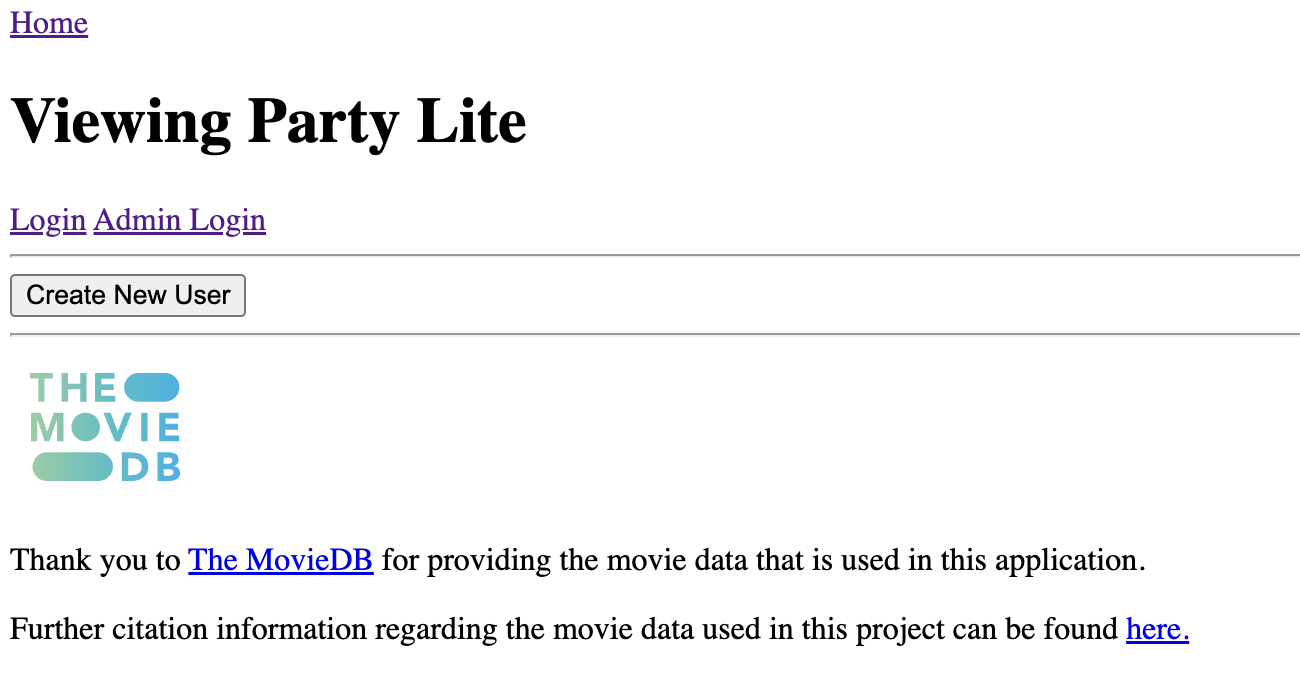 Home
Viewing Party Lite
Login Admin Login
Create New User
THE
MOVIE
DB
Thank you to The MovieDB for providing the movie data that is used in this application.
Further citation information regarding the movie data used in this project can be found here.